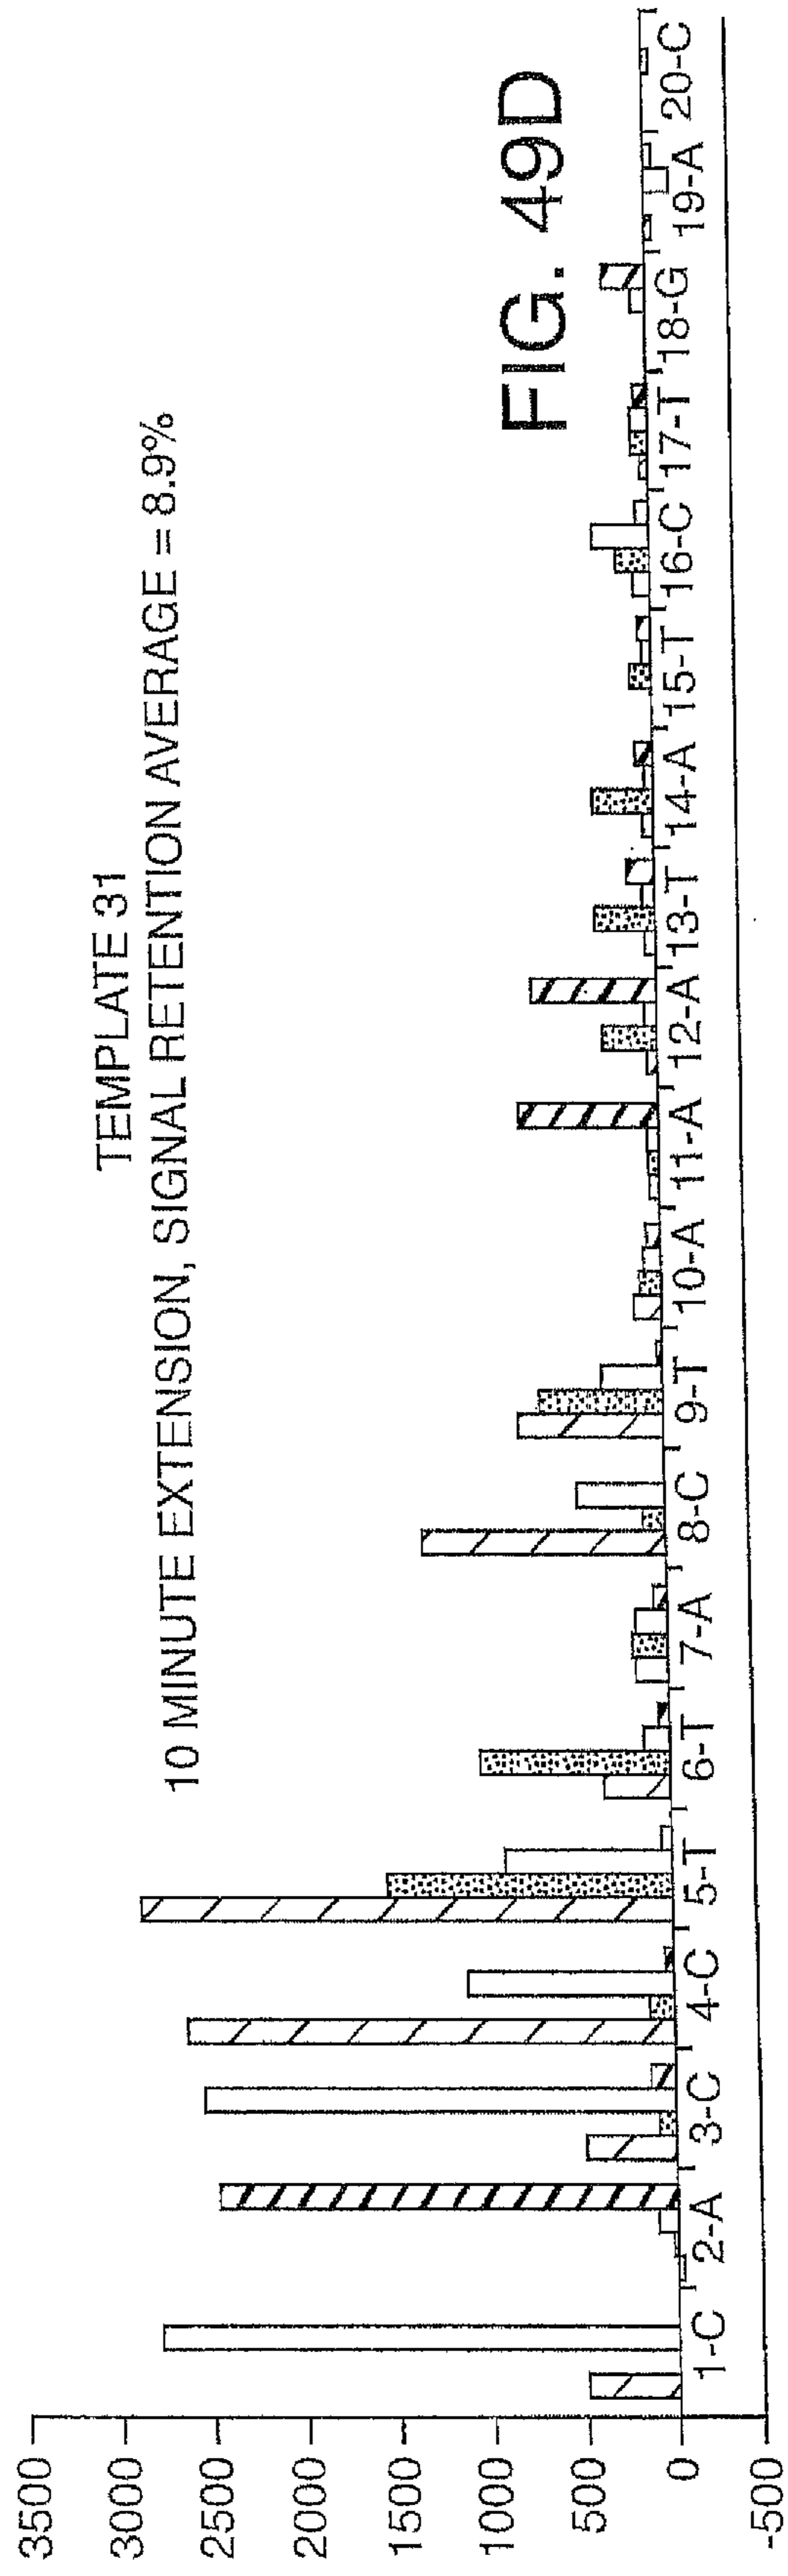 TEMPLATE 31
10 MINUTE EXTENSION, SIGNAL RETENTION AVERAGE = 8.9%
3500
3000
2500
2000
1500
1000
500
0
-500
1-C 2-A 3-C 4-C 5-T 6-T 7-A 8-C 9-T 10-A 11-A 12-A 13-T 14-A 15-T 16-C 17-T 18-G 19-A 20-C
FIG. 49D